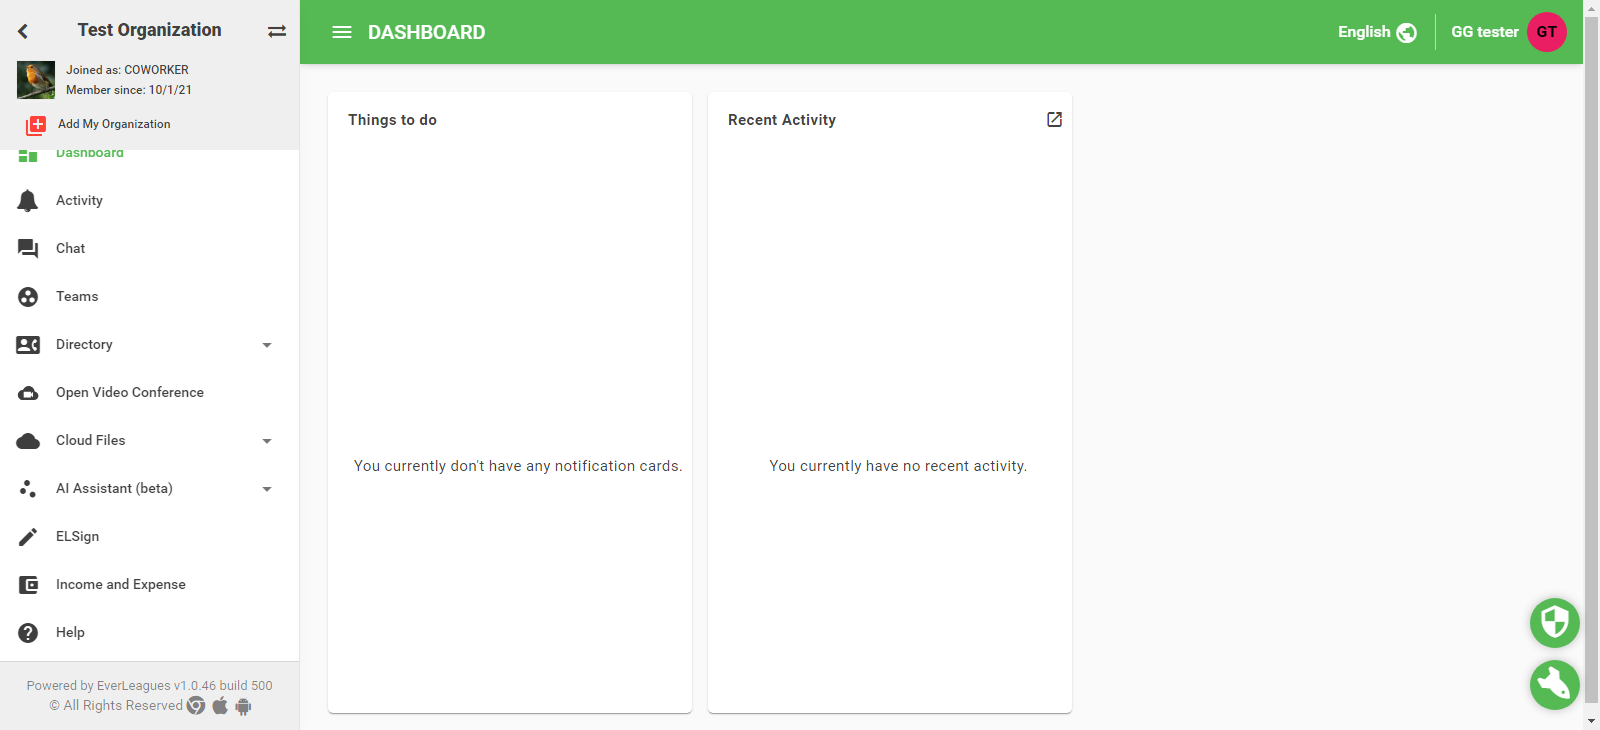 Test Organization
Joined as: COWORKER
Member since: 10/1/21
Add My Organization
Dashboard
Activity
Chat
Teams
Directory
Open Video Conference
Cloud Files
AI Assistant (beta)
ELSign
Income and Expense
Help
Powered by EverLeagues v1.0.46 build 500
© All Rights Reserved
DASHBOARD
English
GG tester
GT
Things to do
You currently don't have any notification cards.
Recent Activity
You currently have no recent activity.